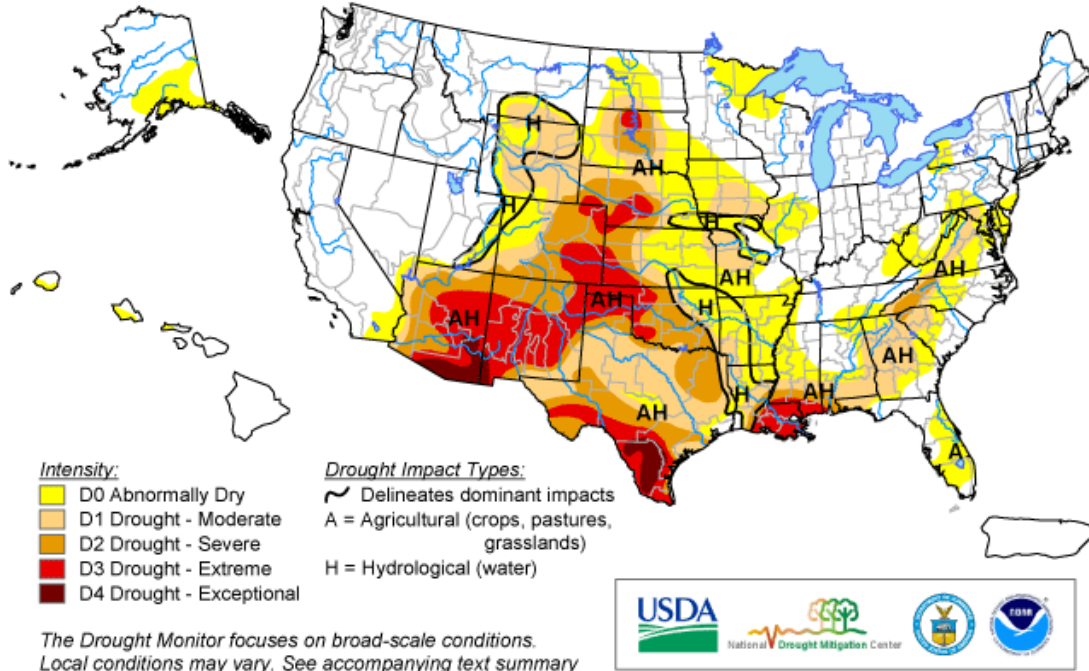 H
AH
H
H
AH
AH
H
AH
AH
AH
AH
H
AH
AH
A
Intensity:
D0 Abnormally Dry
D1 Drought - Moderate
D2 Drought - Severe
D3 Drought - Extreme
D4 Drought - Exceptional
Drought Impact Types:
Delineates dominant impacts
A = Agricultural (crops, pastures,
grasslands)
H = Hydrological (water)
The Drought Monitor focuses on broad-scale conditions.
Local conditions may vary. See accompanying text summary
USDA
National Drought Mitigation Center